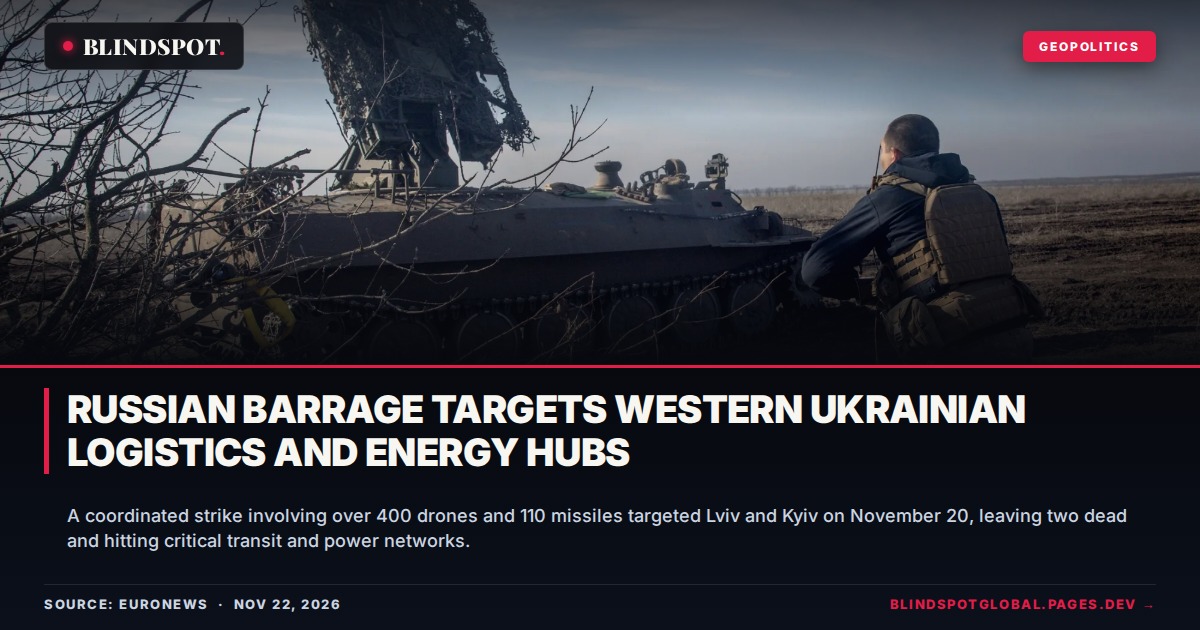 BLINDSPOT.
GEOPOLITICS
RUSSIAN BARRAGE TARGETS WESTERN UKRAINIAN
LOGISTICS AND ENERGY HUBS
A coordinated strike involving over 400 drones and 110 missiles targeted Lviv and Kyiv on November 20, leaving two dead
and hitting critical transit and power networks.
SOURCE: EURONEWS · NOV 22, 2026
BLINDSPOTGLOBAL.PAGES.DEV →